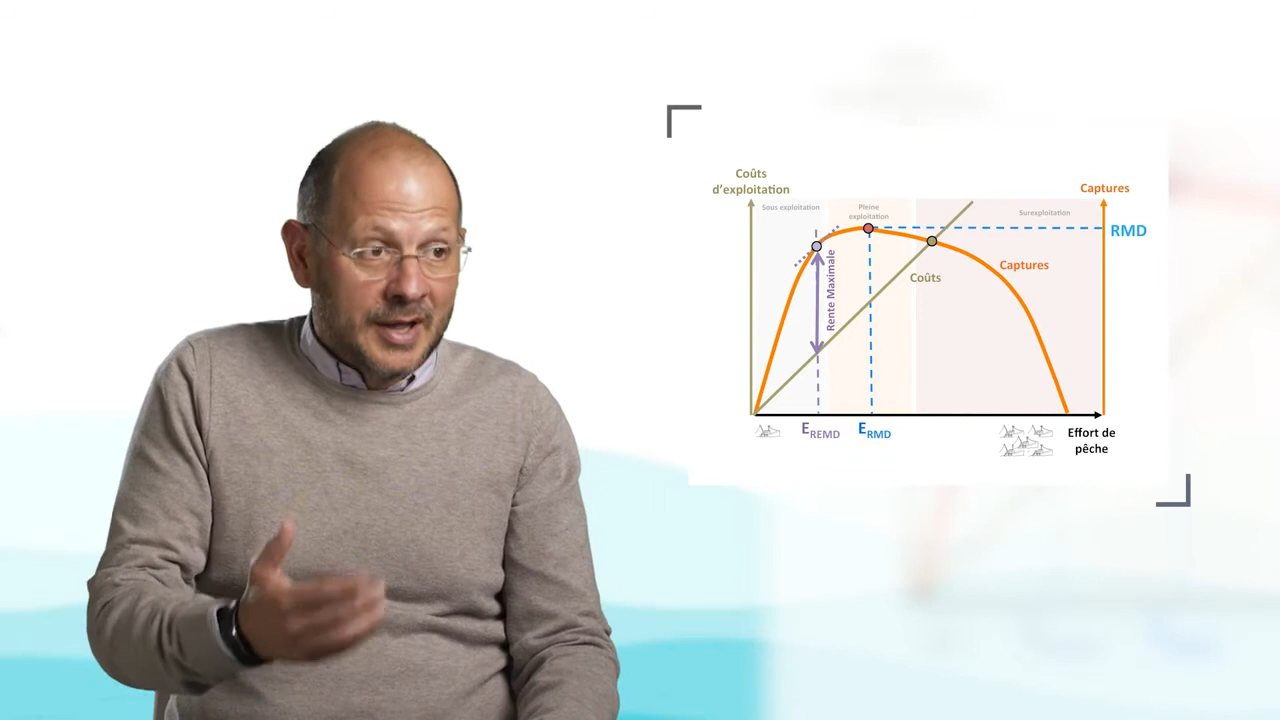 Coûts
d'exploitation
Captures
Sous exploitation
Pleine
exploitation
Surexploitation
RMD
Captures
Coûts
Rente Maximale
EREMD
ERMD
Effort de
pêche